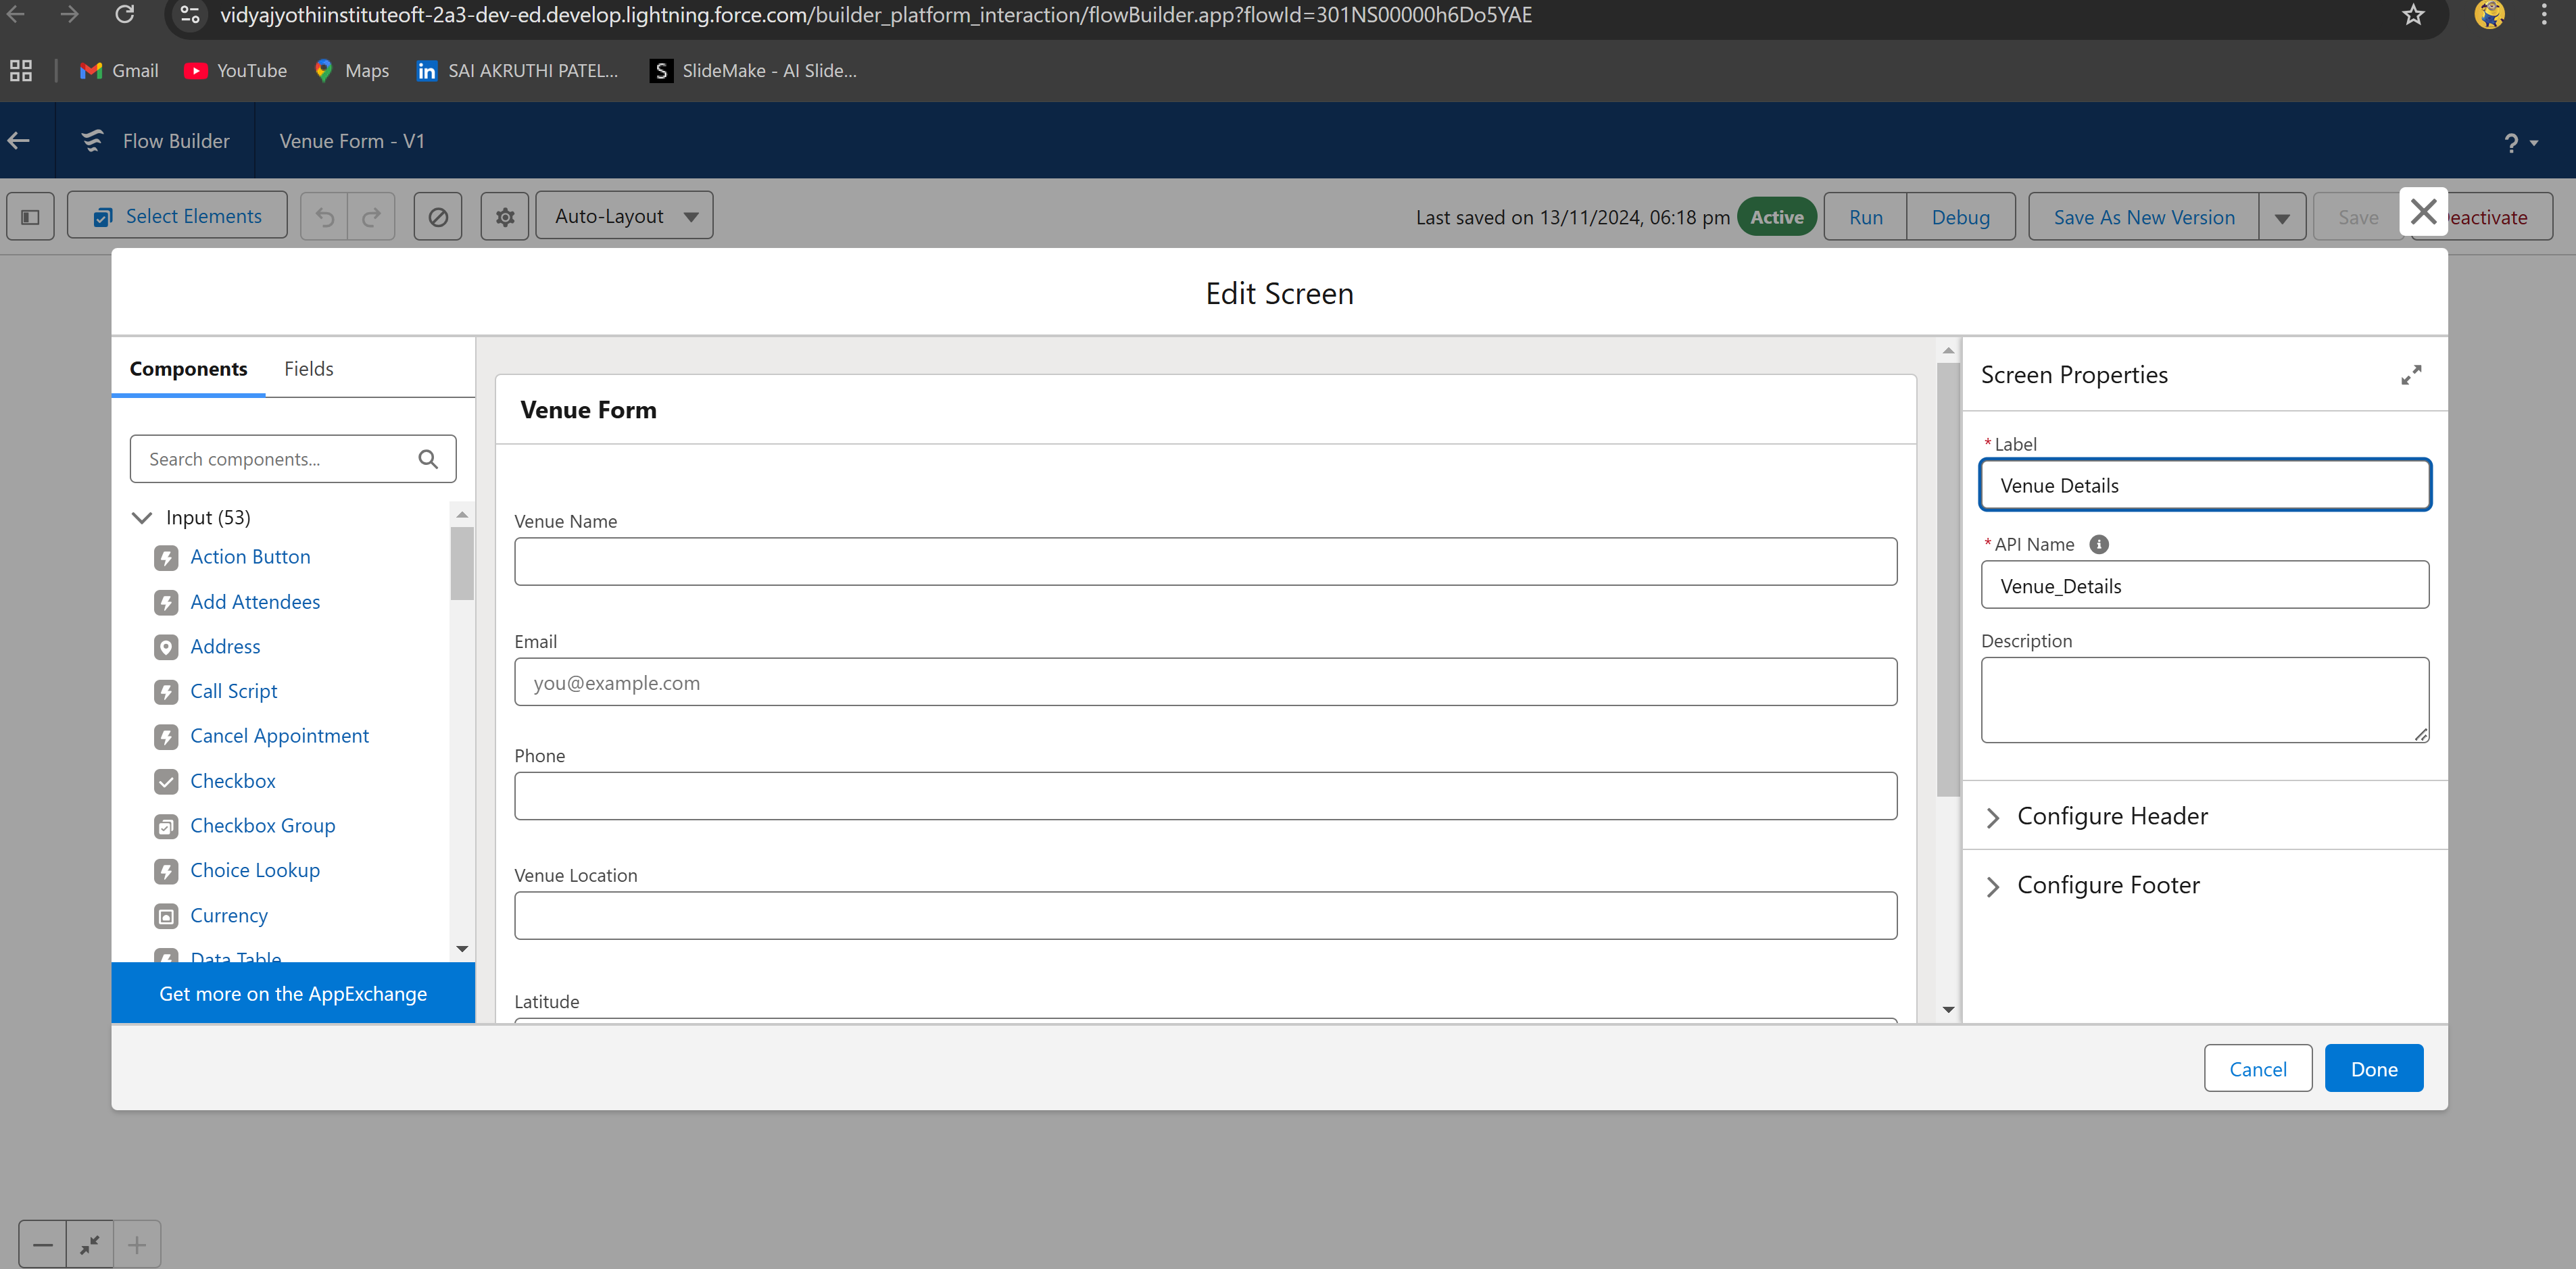 vidyajyothiinstituteoft-2a3-dev-ed.develop.lightning.force.com/builder_platform_interaction/flowBuilder.app?flowId=301NS00000h6Do5YAE
Gmail
YouTube
Maps
in SAI AKRUTHI PATEL...
S SlideMake - AI Slide...
Flow Builder
Venue Form - V1
?
Select Elements
Auto-Layout
Last saved on 13/11/2024, 06:18 pm
Active
Run
Debug
Save As New Version
Save
eactivate
Edit Screen
Components
Fields
Search components...
Input (53)
Action Button
Add Attendees
Address
Call Script
Cancel Appointment
Checkbox
Checkbox Group
Choice Lookup
Currency
Data Table
Get more on the AppExchange
Venue Form
Venue Name
Email
you@example.com
Phone
Venue Location
Latitude
Screen Properties
* Label
Venue Details
* API Name
Venue_Details
Description
Configure Header
Configure Footer
Cancel
Done